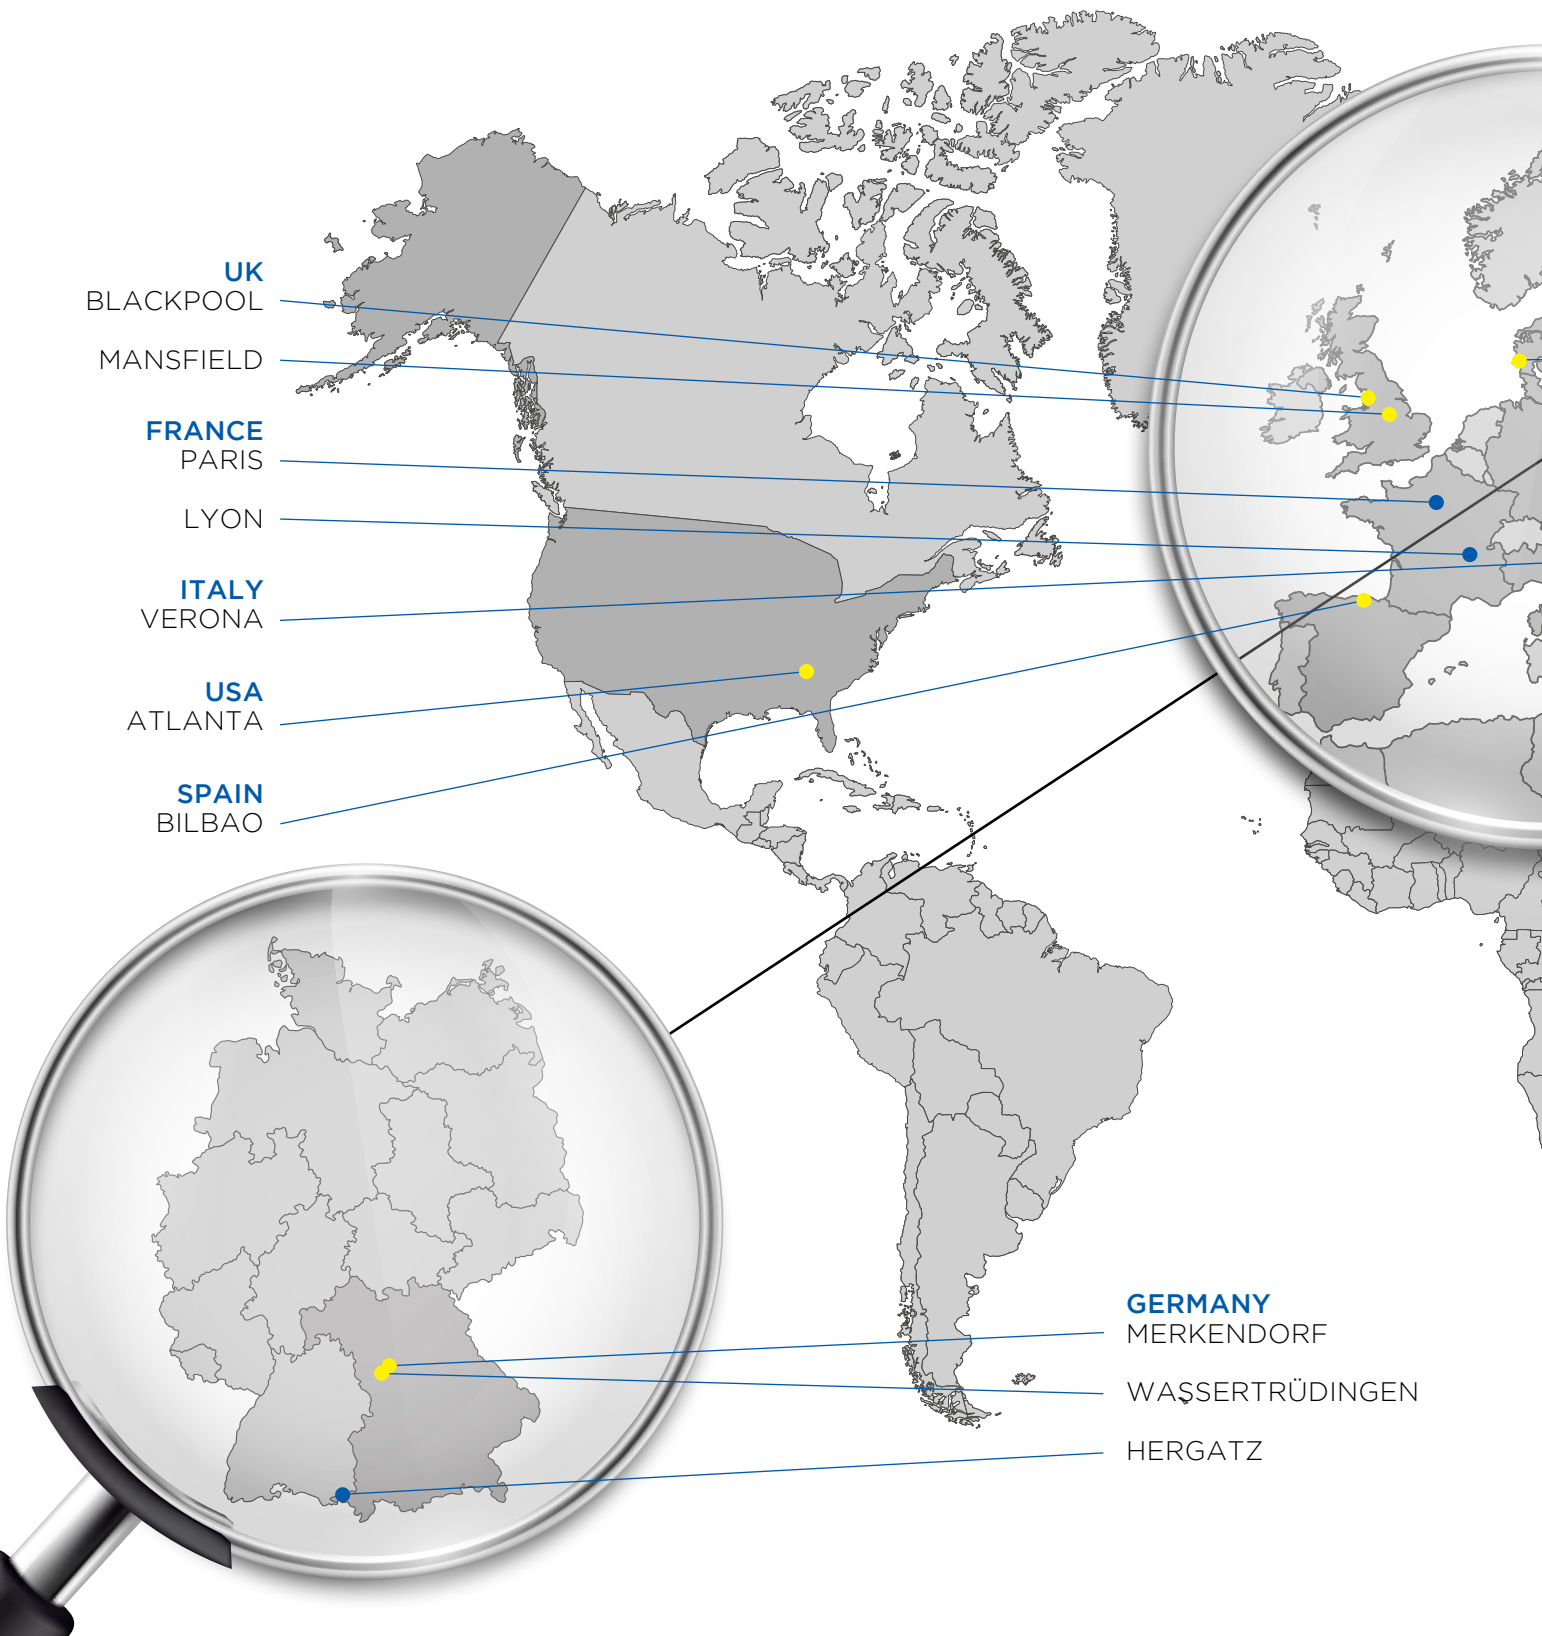 UK
BLACKPOOL
MANSFIELD
FRANCE
PARIS
LYON
ITALY
VERONA
USA
ATLANTA
SPAIN
BILBAO
GERMANY
MERKENDORF
WASSERTRÜDINGEN
HERGATZ